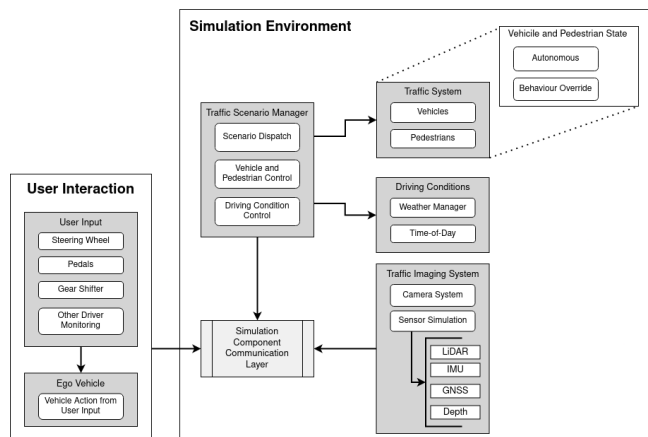 Simulation Environment
Vehicile and Pedestrian State
Autonomous
Behaviour Override
Traffic System
Vehicles
Pedestrians
Traffic Scenario Manager
Scenario Dispatch
Vehicle and
Pedestrian Control
Driving Condition
Control
Driving Conditions
Weather Manager
Time-of-Day
User Interaction
User Input
Steering Wheel
Pedals
Gear Shifter
Other Driver
Monitoring
Ego Vehicle
Vehicle Action from
User Input
Simulation
Component
Communication
Layer
Traffic Imaging System
Camera System
Sensor Simulation
LiDAR
IMU
GNSS
Depth